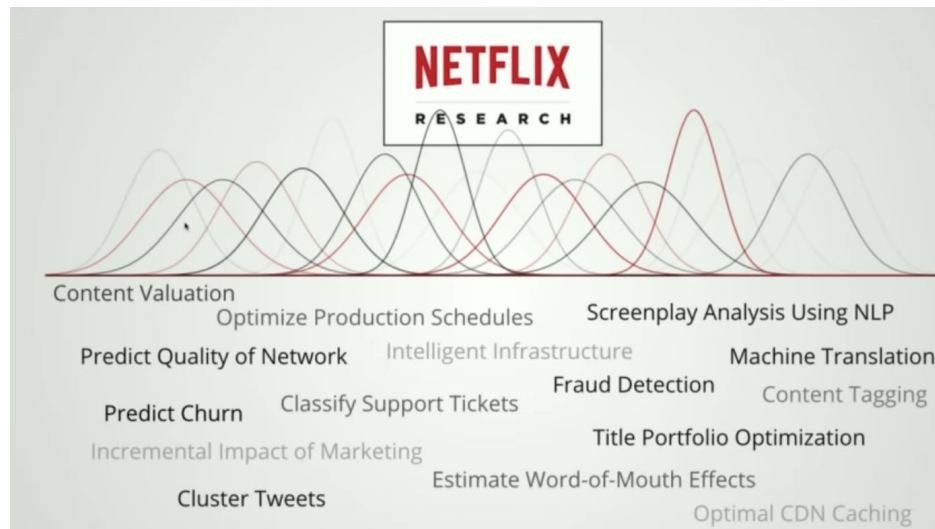 NETFLIX
RESEARCH
Content Valuation
Optimize Production Schedules
Screenplay Analysis Using NLP
Predict Quality of Network
Intelligent Infrastructure
Machine Translation
Fraud Detection
Content Tagging
Predict Churn
Classify Support Tickets
Title Portfolio Optimization
Incremental Impact of Marketing
Estimate Word-of-Mouth Effects
Cluster Tweets
Optimal CDN Caching